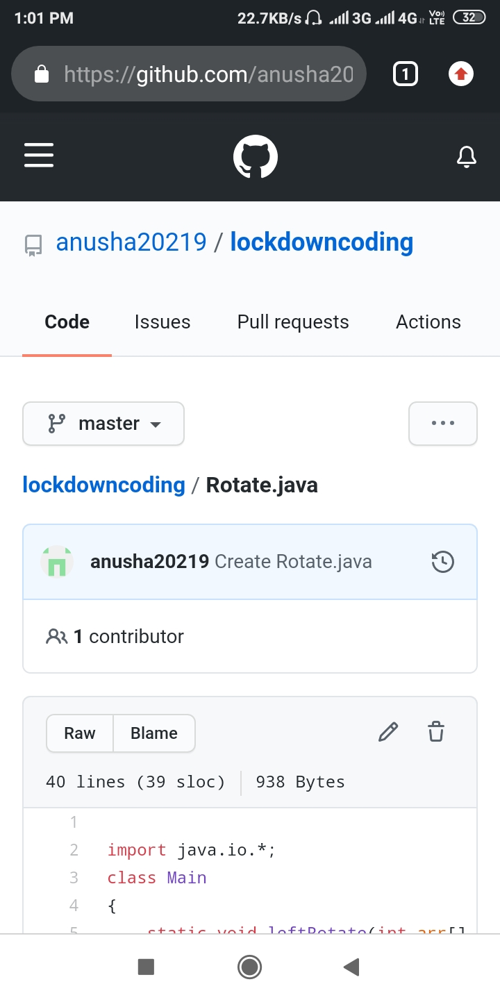 1:01 PM 22.7KB/s 3G 4G Vo)) LTE 32
https://github.com/anusha20 1
anusha20219 / lockdowncoding
Code Issues Pull requests Actions
master
lockdowncoding / Rotate.java
anusha20219 Create Rotate.java
1 contributor
Raw Blame
40 lines (39 sloc) 938 Bytes
1
2 import java.io.*;
3 class Main
4 {
5 static void leftRotate(int arr[]